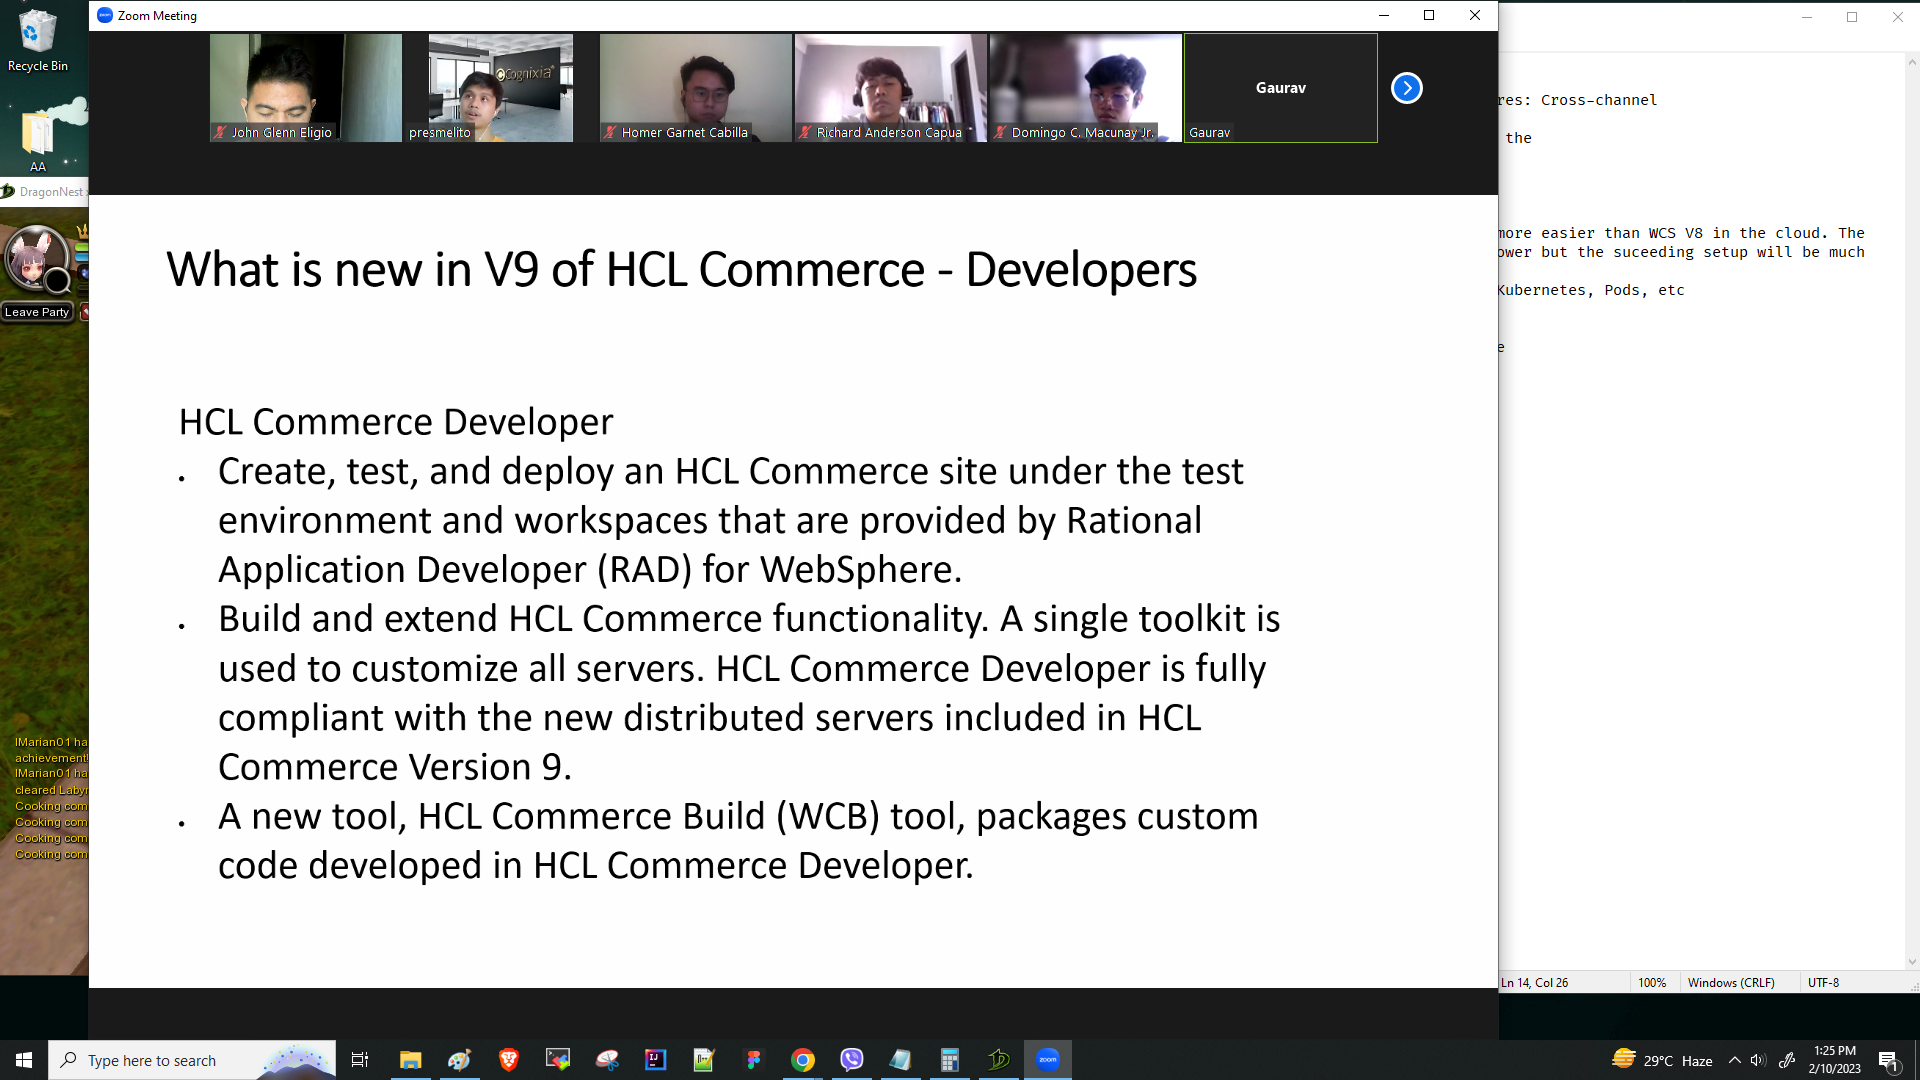 Recycle Bin
AA
DragonNest
Leave Party
lMarian01 ha
achievement!
lMarian01 ha
cleared Labyr
Cooking com
Cooking com
Cooking com
Cooking com
Zoom Meeting
John Glenn Eligio
Cognixia
presmelito
Homer Garnet Cabilla
Richard Anderson Capua
Domingo C. Macunay Jr.
Gaurav
Gaurav
What is new in V9 of HCL Commerce - Developers
HCL Commerce Developer
• Create, test, and deploy an HCL Commerce site under the test
environment and workspaces that are provided by Rational
Application Developer (RAD) for WebSphere.
• Build and extend HCL Commerce functionality. A single toolkit is
used to customize all servers. HCL Commerce Developer is fully
compliant with the new distributed servers included in HCL
Commerce Version 9.
• A new tool, HCL Commerce Build (WCB) tool, packages custom
code developed in HCL Commerce Developer.
res: Cross-channel
the
more easier than WCS V8 in the cloud. The
ower but the suceeding setup will be much
Kubernetes, Pods, etc
e
Ln 14, Col 26 100% Windows (CRLF) UTF-8
Type here to search
zoom
29°C Haze
1:25 PM
2/10/2023
1